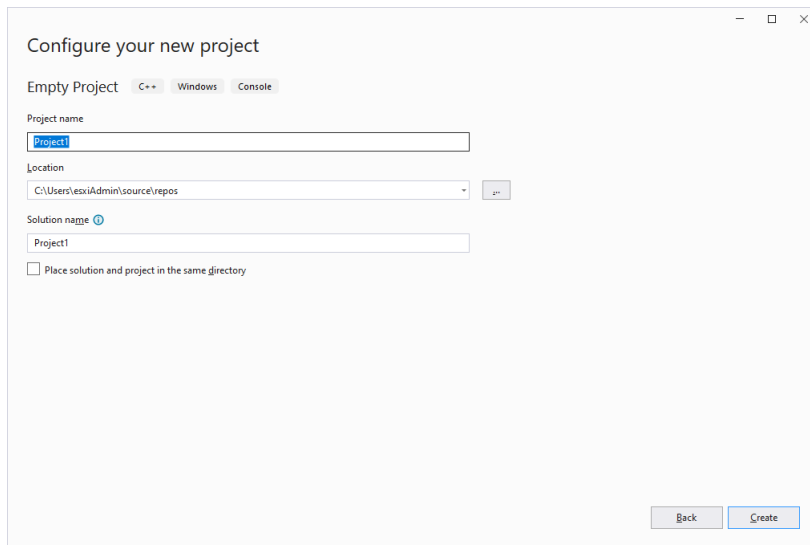 Configure your new project
Empty Project C++ Windows Console
Project name
Project1
Location
C:\Users\esxiAdmin\source\repos
...
Solution name
Project1
Place solution and project in the same directory
Back Create